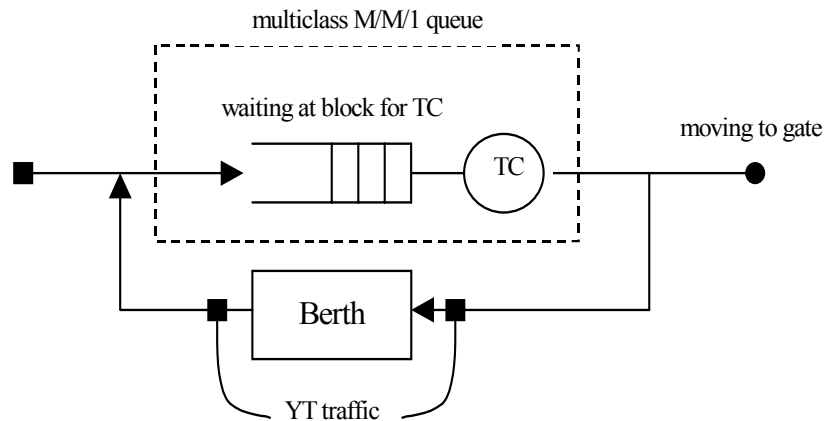 multiclass M/M/1 queue
waiting at block for TC
moving to gate
TC
Berth
YT traffic